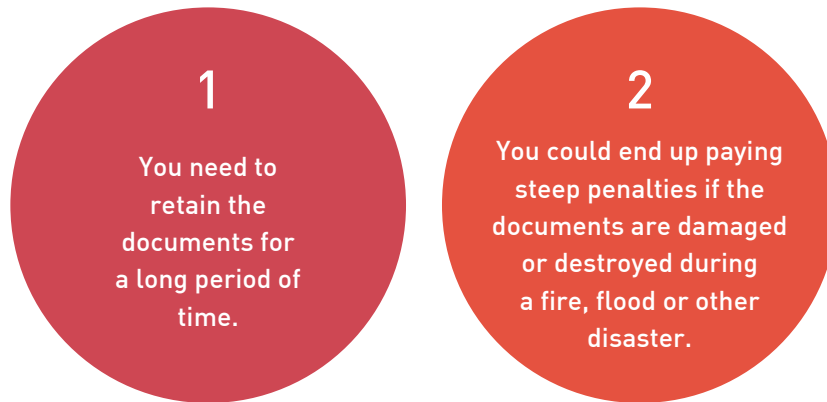 1
You need to
retain the
documents for
a long period of
time.
2
You could end up paying
steep penalties if the
documents are damaged
or destroyed during
a fire, flood or other
disaster.